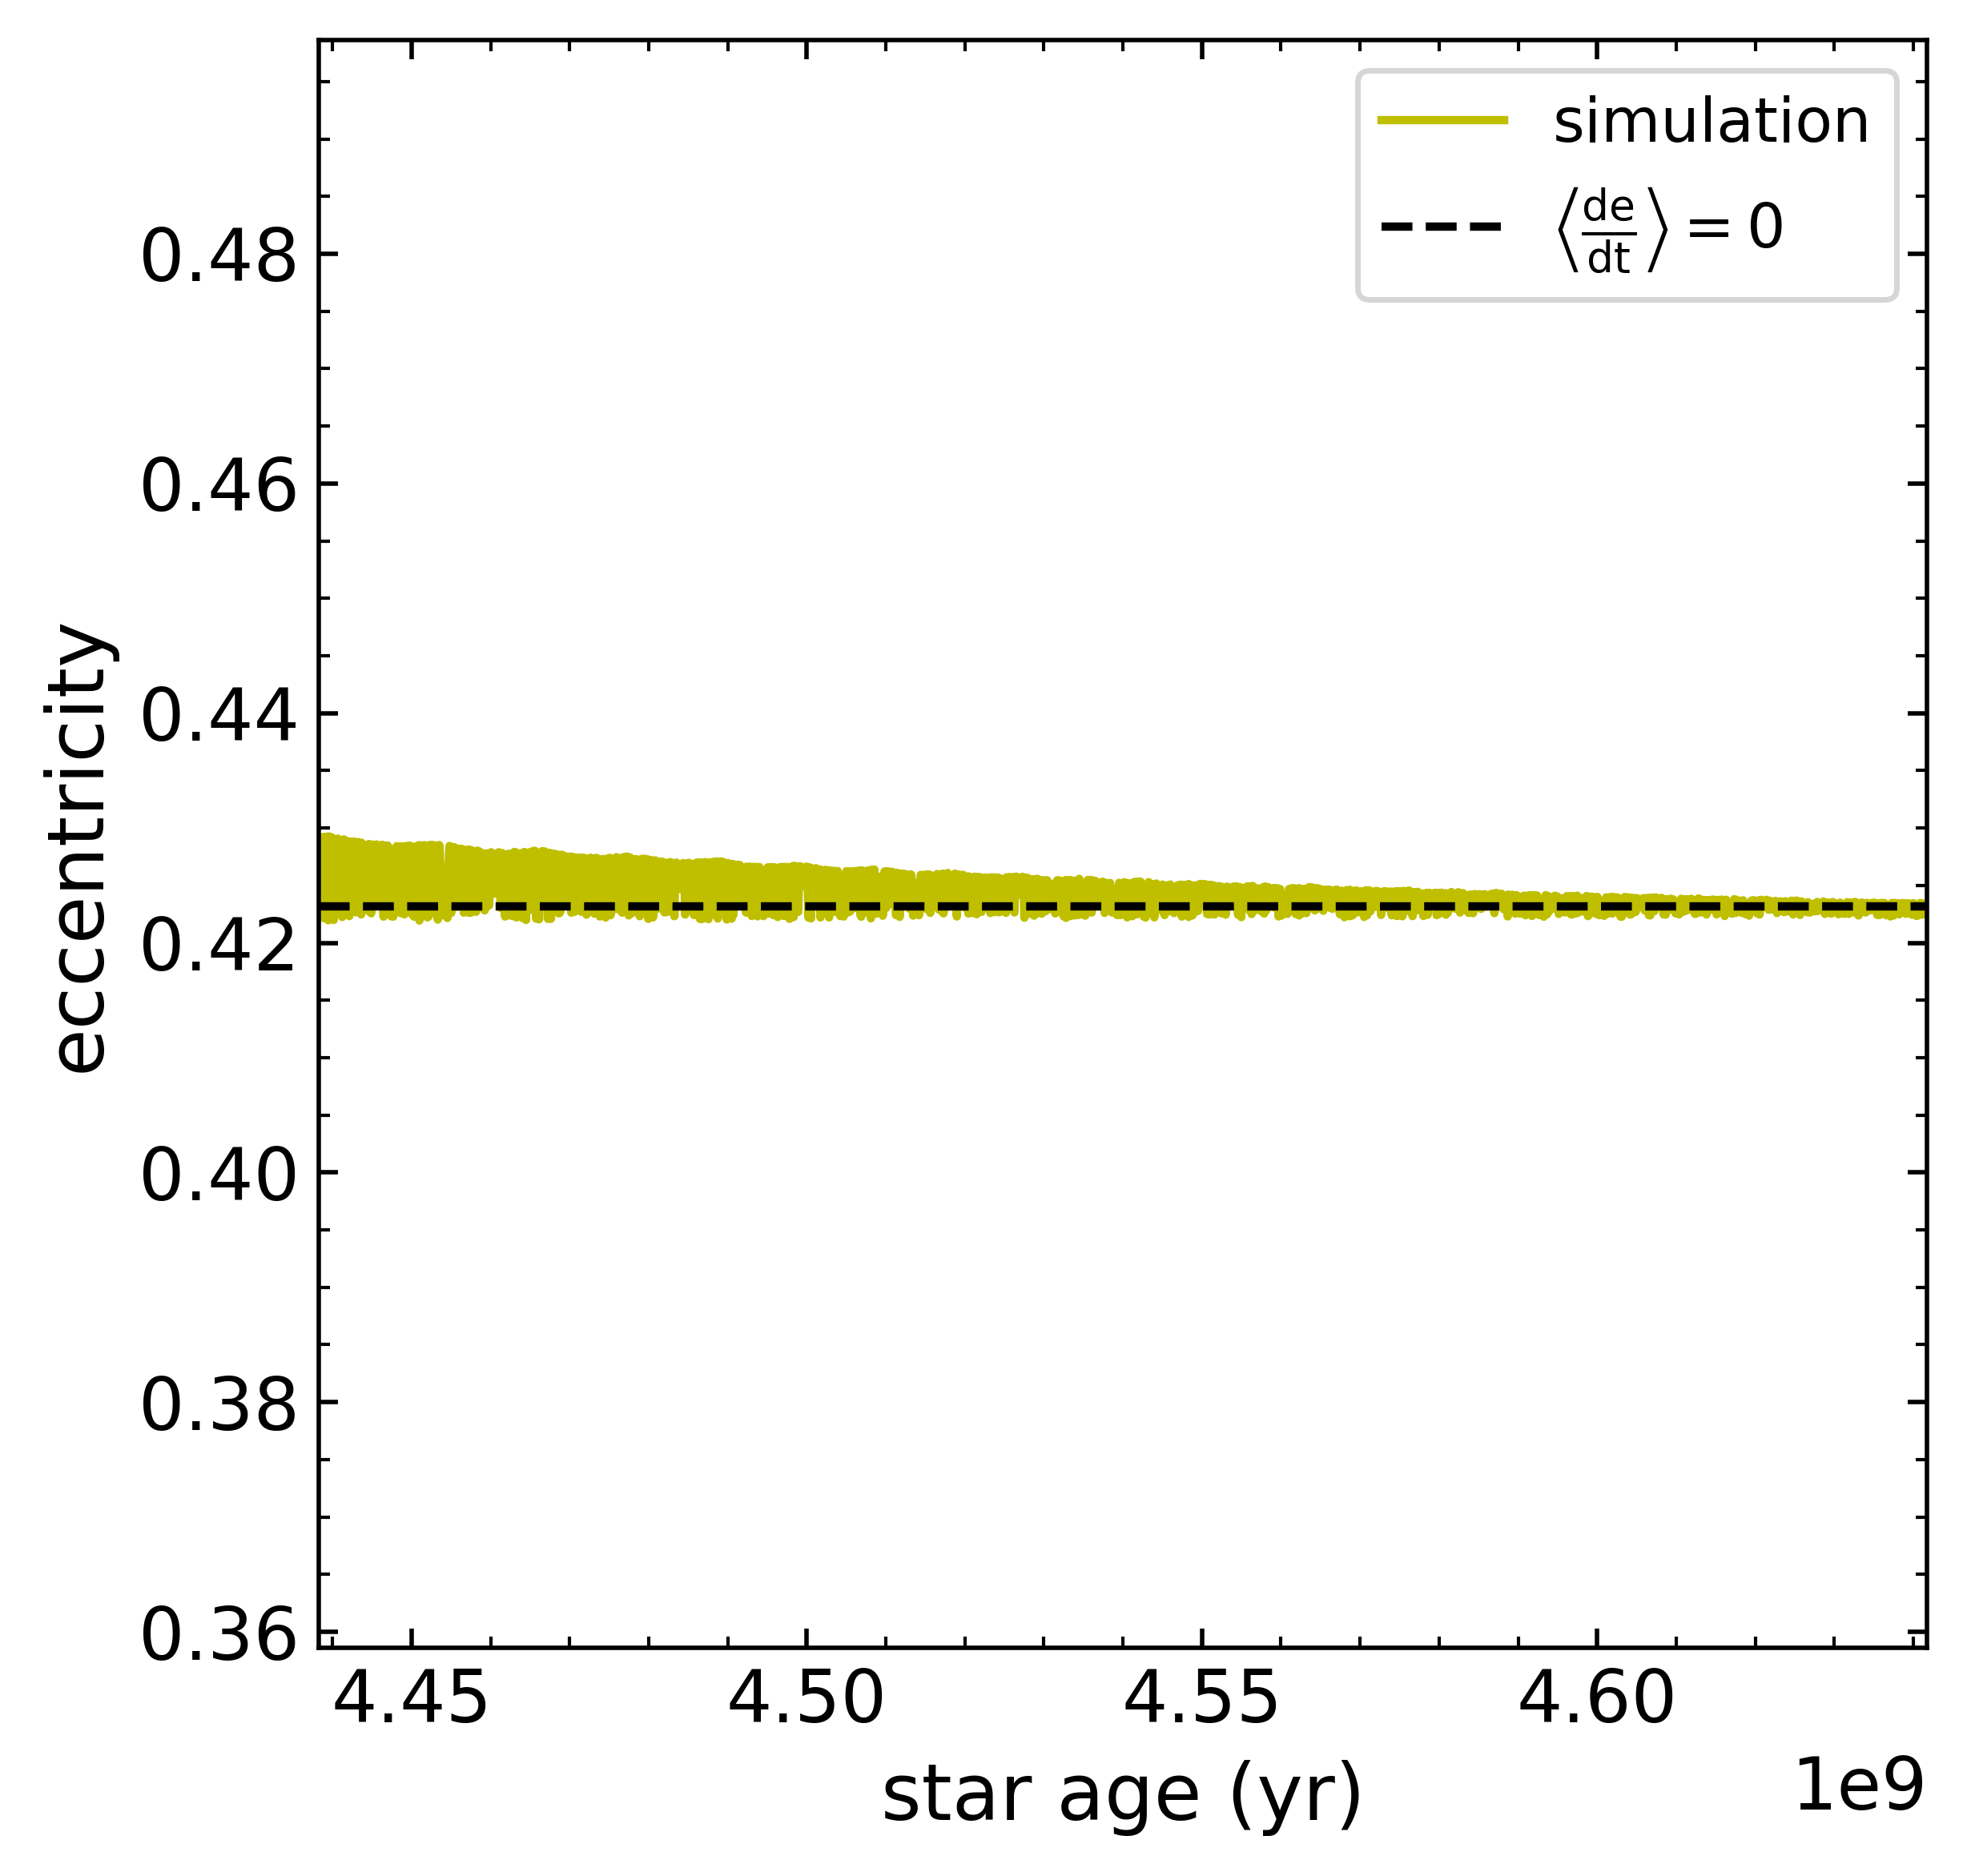 simulation
⟨de/dt⟩ = 0
0.48
0.46
0.44
0.42
0.40
0.38
0.36
eccentricity
4.45 4.50 4.55 4.60
star age (yr)
1e9